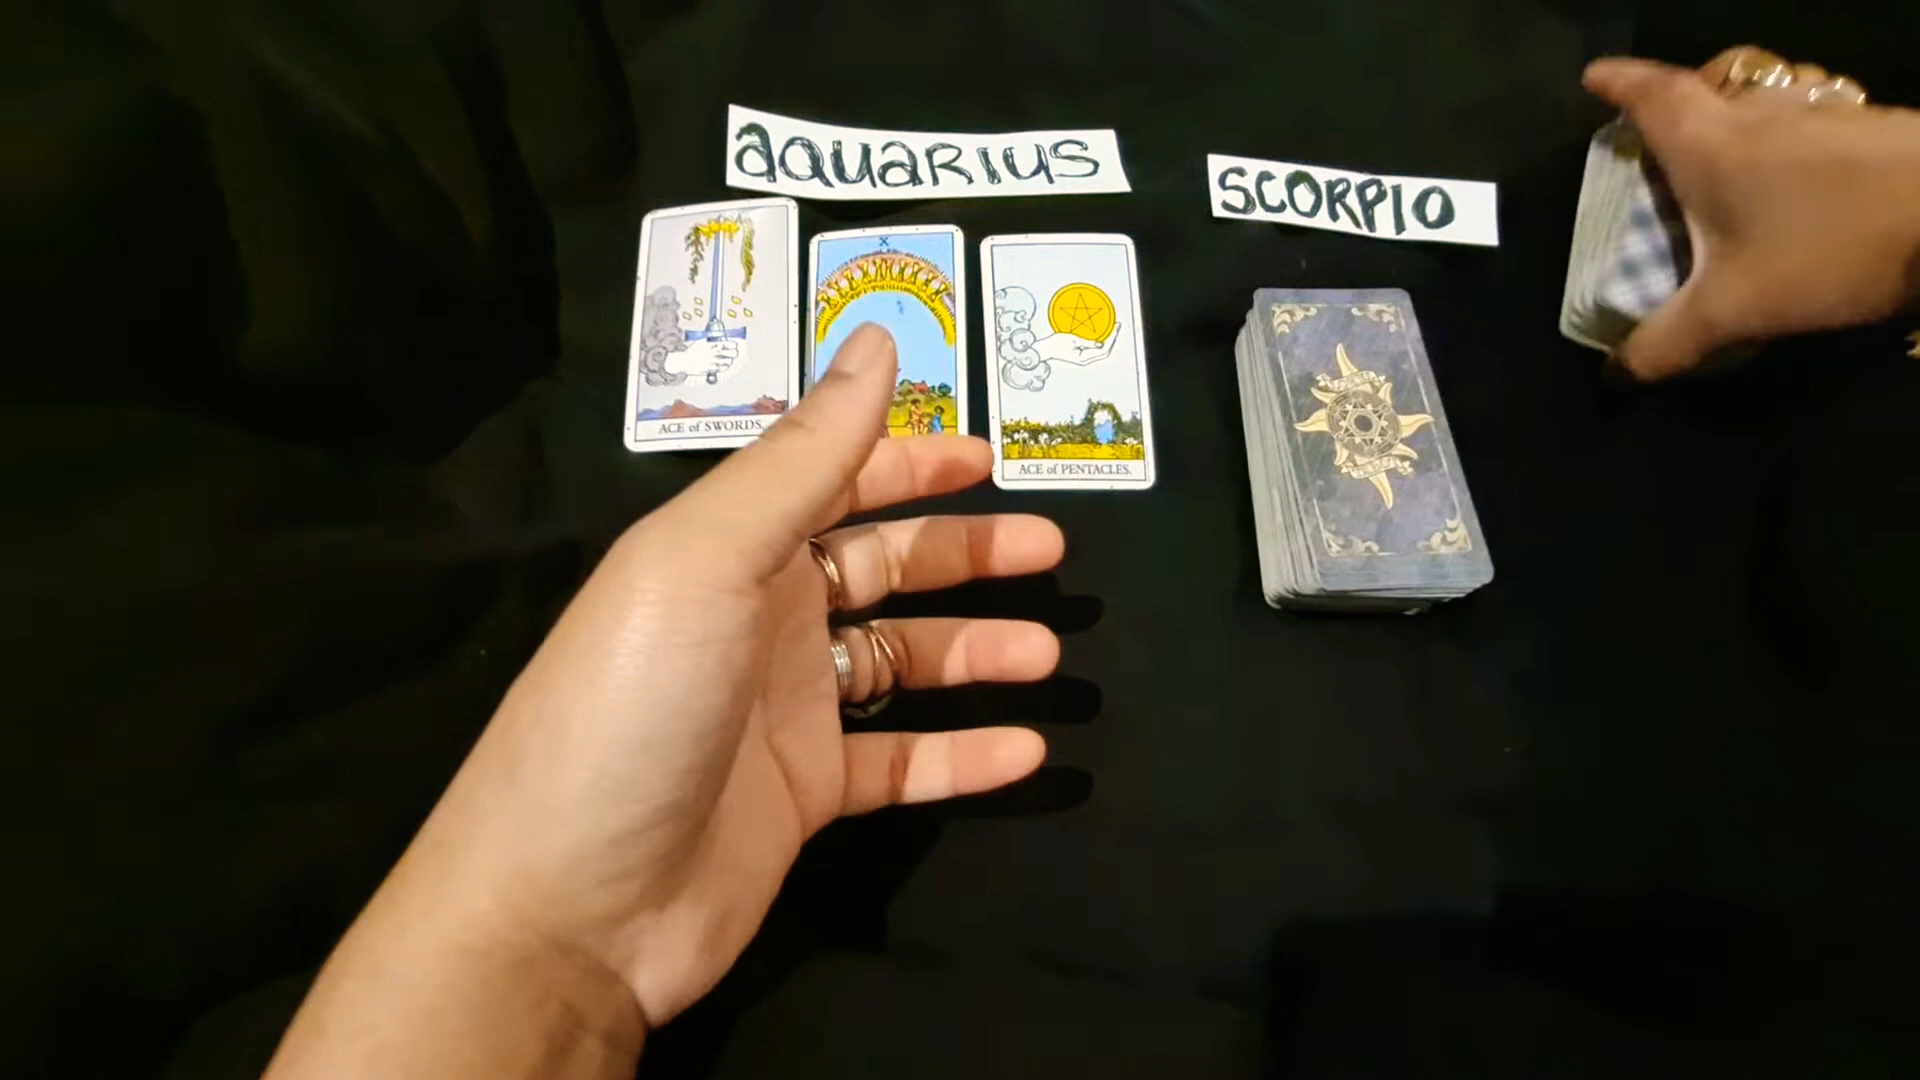 aquarius
SCORPIO
ACE of SWORDS.
X
ACE of PENTACLES.